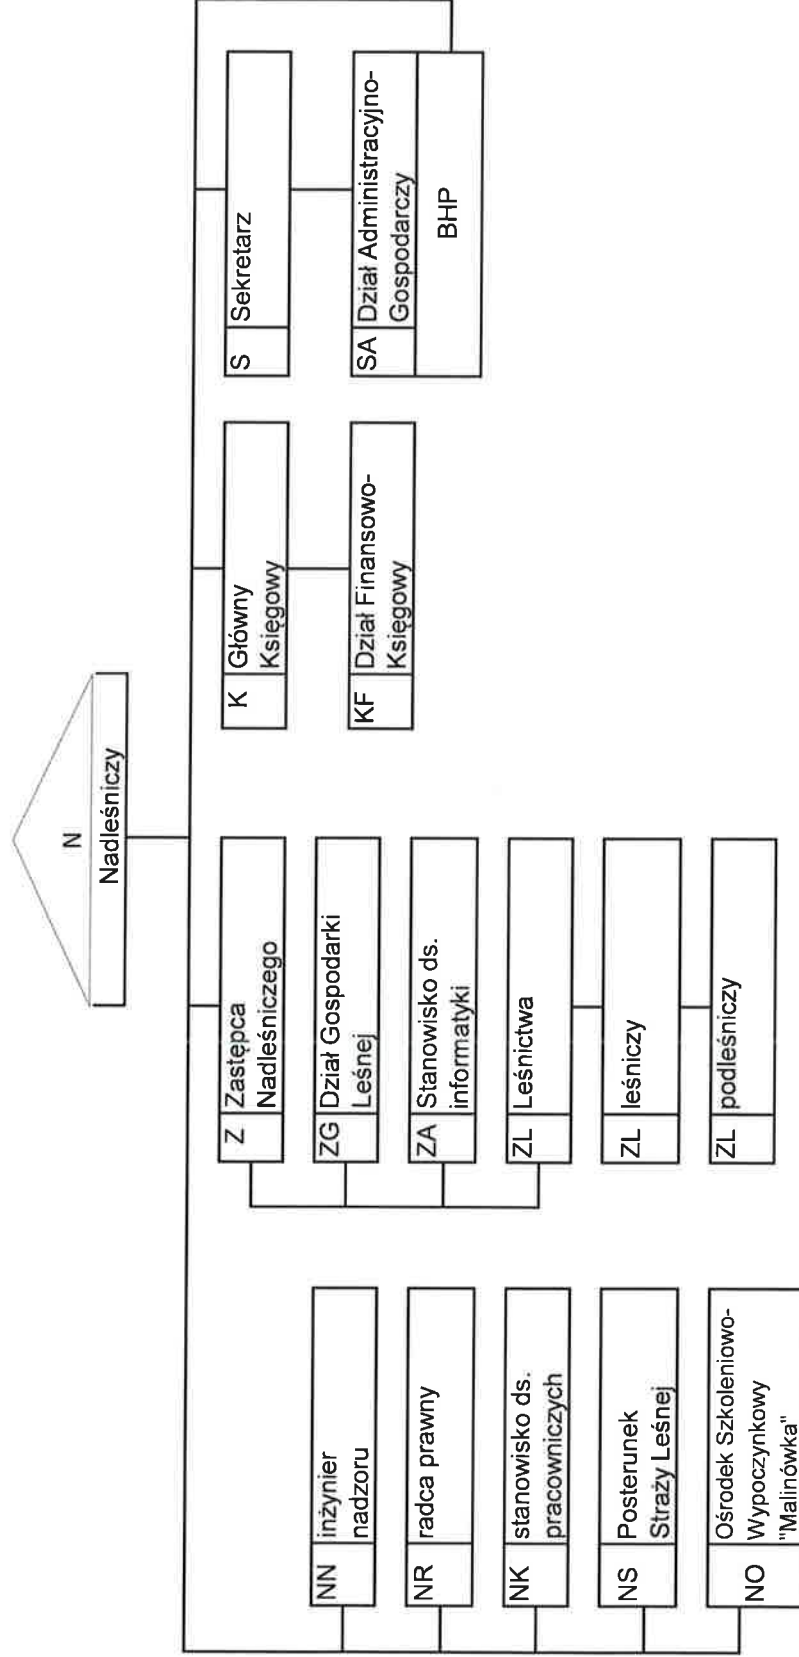 N
Nadleśniczy
NN
inżynier
nadzoru
NR
radca prawny
NK
stanowisko ds.
pracowniczych
NS
Posterunek
Straży Leśnej
NO
Ośrodek Szkoleniowo-
Wypoczynkowy
"Malinówka"
Z
Zastępca
Nadleśniczego
ZG
Dział Gospodarki
Leśnej
ZA
Stanowisko ds.
informatyki
ZL
Leśnictwa
ZL
leśniczy
ZL
podleśniczy
K
Główny
Księgowy
KF
Dział Finansowo-
Księgowy
S
Sekretarz
SA
Dział Administracyjno-
Gospodarczy
BHP